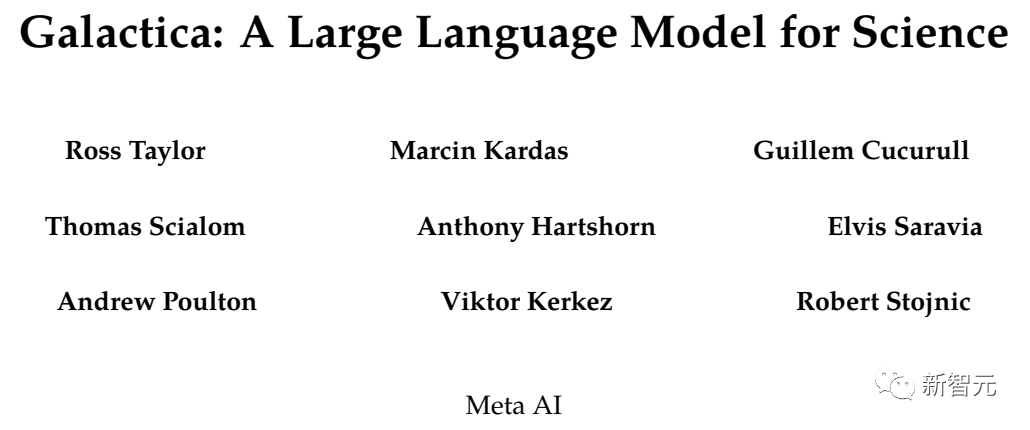 Galactica: A Large Language Model for Science
Ross Taylor Marcin Kardas Guillem Cucurull
Thomas Scialom Anthony Hartshorn Elvis Saravia
Andrew Poulton Viktor Kerkez Robert Stojnic
新智元
Meta AI